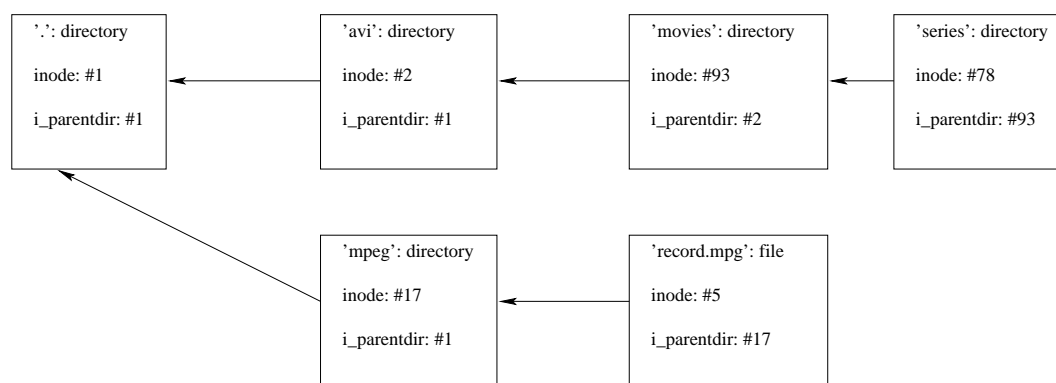 '.': directory
inode: #1
i_parentdir: #1
'avi': directory
inode: #2
i_parentdir: #1
'movies': directory
inode: #93
i_parentdir: #2
'series': directory
inode: #78
i_parentdir: #93
'mpeg': directory
inode: #17
i_parentdir: #1
'record.mpg': file
inode: #5
i_parentdir: #17